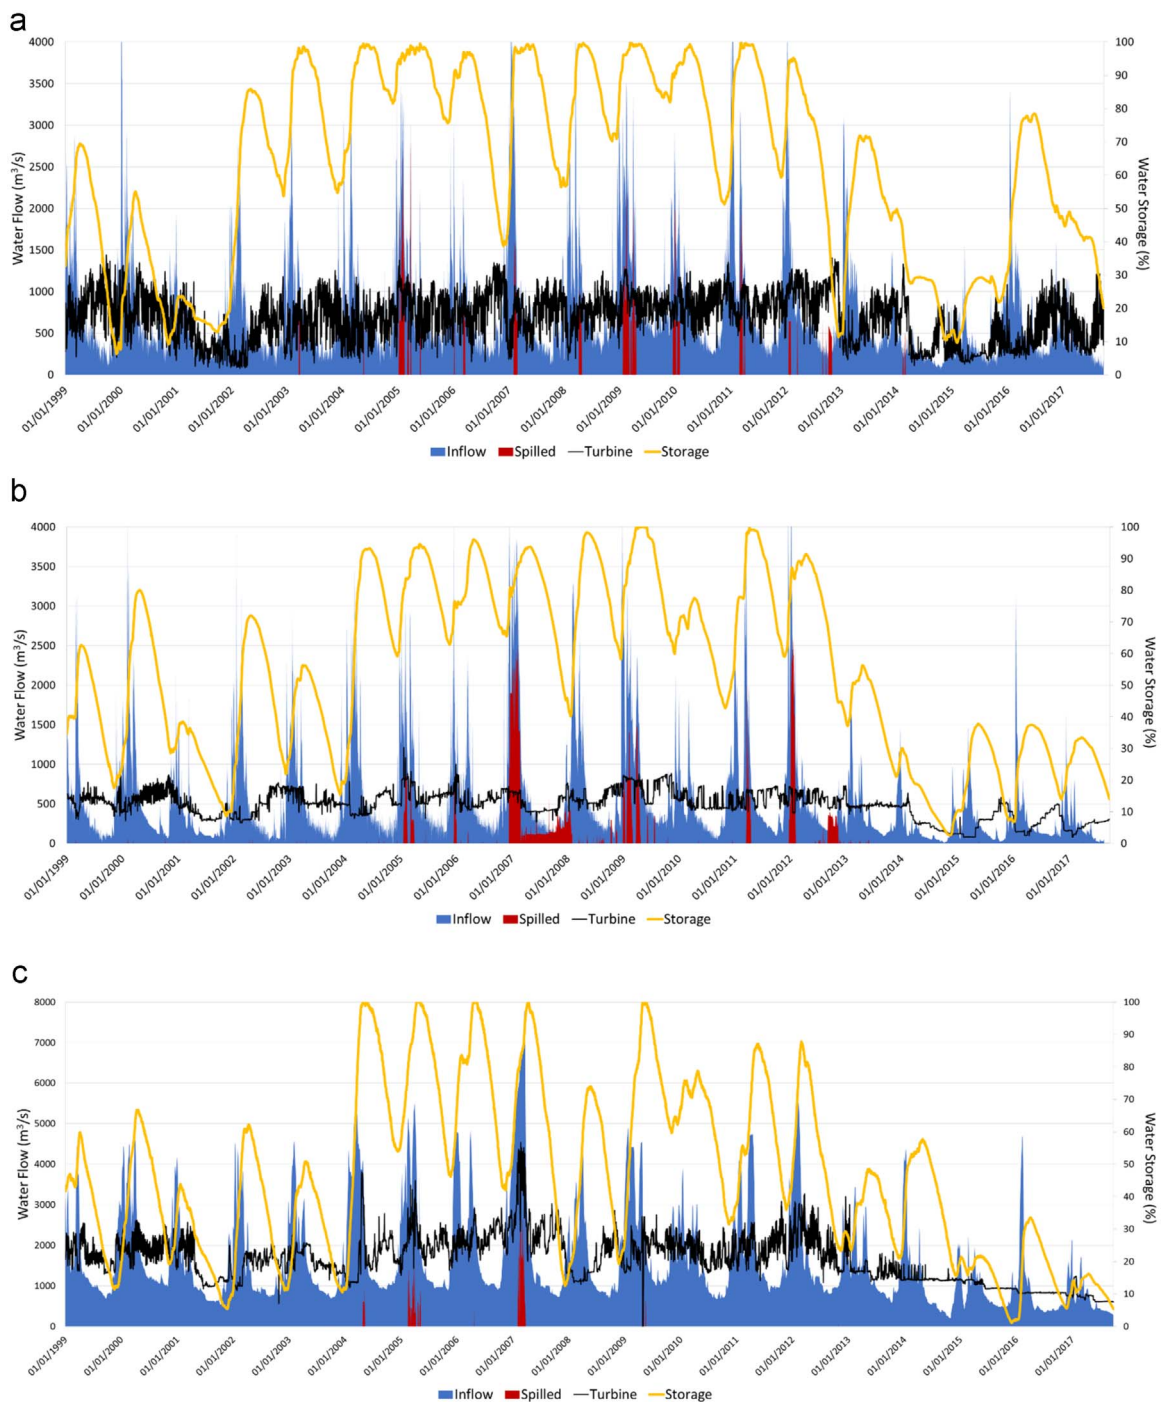 a
4000 3500 3000 2500 2000 1500 1000 500 0
Water Flow (m³/s)
100 90 80 70 60 50 40 30 20 10 0
Water Storage (%)
01/01/1999 01/01/2000 01/01/2001 01/01/2002 01/01/2003 01/01/2004 01/01/2005 01/01/2006 01/01/2007 01/01/2008 01/01/2009 01/01/2010 01/01/2011 01/01/2012 01/01/2013 01/01/2014 01/01/2015 01/01/2016 01/01/2017
Inflow Spilled Turbine Storage
b
4000 3500 3000 2500 2000 1500 1000 500 0
Water Flow (m³/s)
100 90 80 70 60 50 40 30 20 10 0
Water Storage (%)
01/01/1999 01/01/2000 01/01/2001 01/01/2002 01/01/2003 01/01/2004 01/01/2005 01/01/2006 01/01/2007 01/01/2008 01/01/2009 01/01/2010 01/01/2011 01/01/2012 01/01/2013 01/01/2014 01/01/2015 01/01/2016 01/01/2017
Inflow Spilled Turbine Storage
c
8000 7000 6000 5000 4000 3000 2000 1000 0
Water Flow (m³/s)
100 90 80 70 60 50 40 30 20 10 0
Water Storage (%)
01/01/1999 01/01/2000 01/01/2001 01/01/2002 01/01/2003 01/01/2004 01/01/2005 01/01/2006 01/01/2007 01/01/2008 01/01/2009 01/01/2010 01/01/2011 01/01/2012 01/01/2013 01/01/2014 01/01/2015 01/01/2016 01/01/2017
Inflow Spilled Turbine Storage